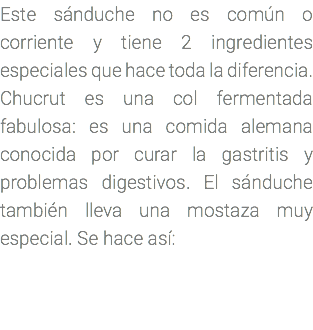 Este sánduche no es común o
corriente y tiene 2 ingredientes
especiales que hace toda la diferencia.
Chucrut es una col fermentada
fabulosa: es una comida alemana
conocida por curar la gastritis y
problemas digestivos. El sánduche
también lleva una mostaza muy
especial. Se hace así: